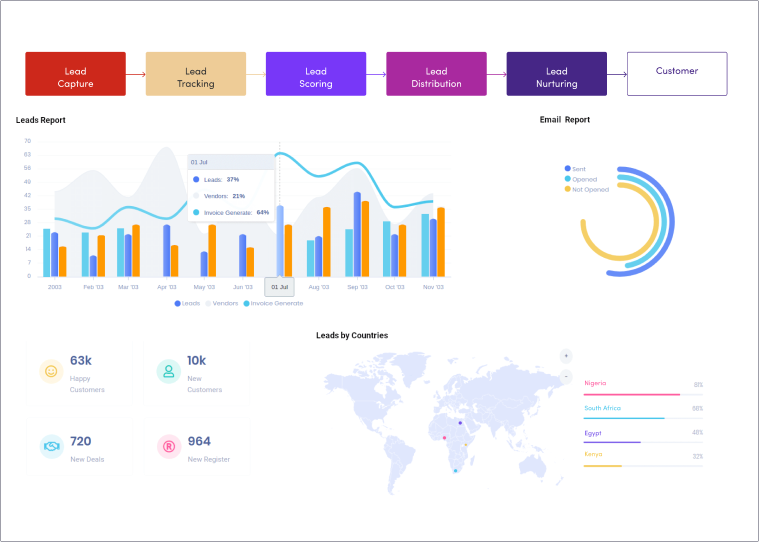 Lead
Capture
Lead
Tracking
Lead
Scoring
Lead
Distribution
Lead
Nurturing
Customer
Leads Report
Email Report
70
63
56
49
42
35
28
21
14
7
0
01 Jul
Leads: 37%
Vendors: 21%
Invoice Generate: 64%
2003
Feb '03
Mar '03
Apr '03
May '03
Jun '03
01 Jul
Aug '03
Sep '03
Oct '03
Nov '03
Leads
Vendors
Invoice Generate
Sent
Opened
Not Opened
Leads by Countries
63k
Happy
Customers
10k
New
Customers
720
New Deals
R
964
New Register
+
−
Nigeria
81%
South Africa
68%
Egypt
48%
Kenya
32%